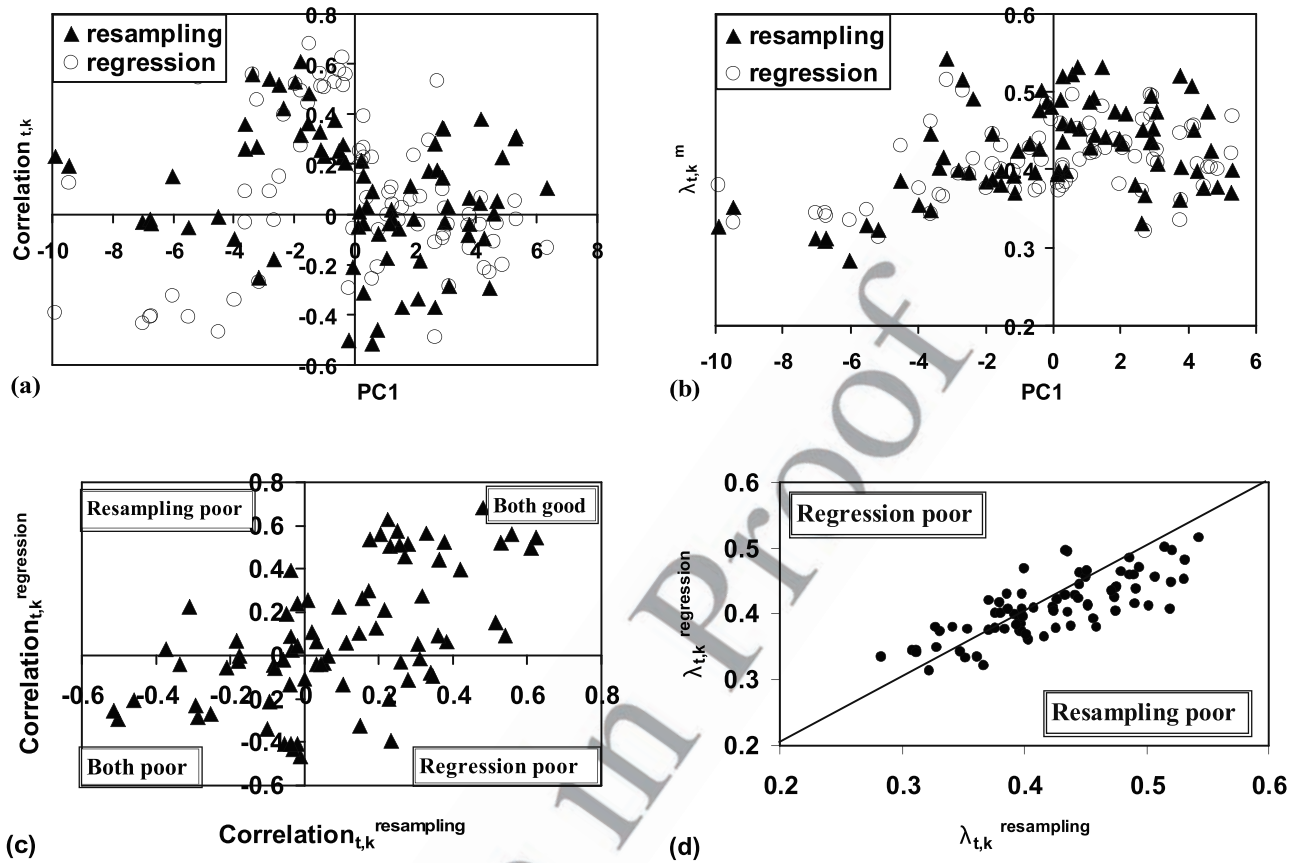 0.8
▲ resampling
○ regression
0.6
0.4
0.2
0
-0.2
-0.4
-0.6
-10 -8 -6 -4 -2 0 2 4 6 8
Correlation t,k
PC1
(a)
0.6
▲ resampling
○ regression
0.5
0.4
0.3
0.2
-10 -8 -6 -4 -2 0 2 4 6
λt,k m
PC1
(b)
0.8
Resampling poor
Both good
0.6
0.4
0.2
0
-0.6 -0.4 -0.2 0 0.2 0.4 0.6 0.8
-0.2
-0.4
Both poor
Regression poor
-0.6
Correlationt,k regression
Correlationt,k resampling
(c)
0.6
Regression poor
0.5
0.4
0.3
Resampling poor
0.2
0.2 0.3 0.4 0.5 0.6
λt,k regression
λt,k resampling
(d)
in Proof